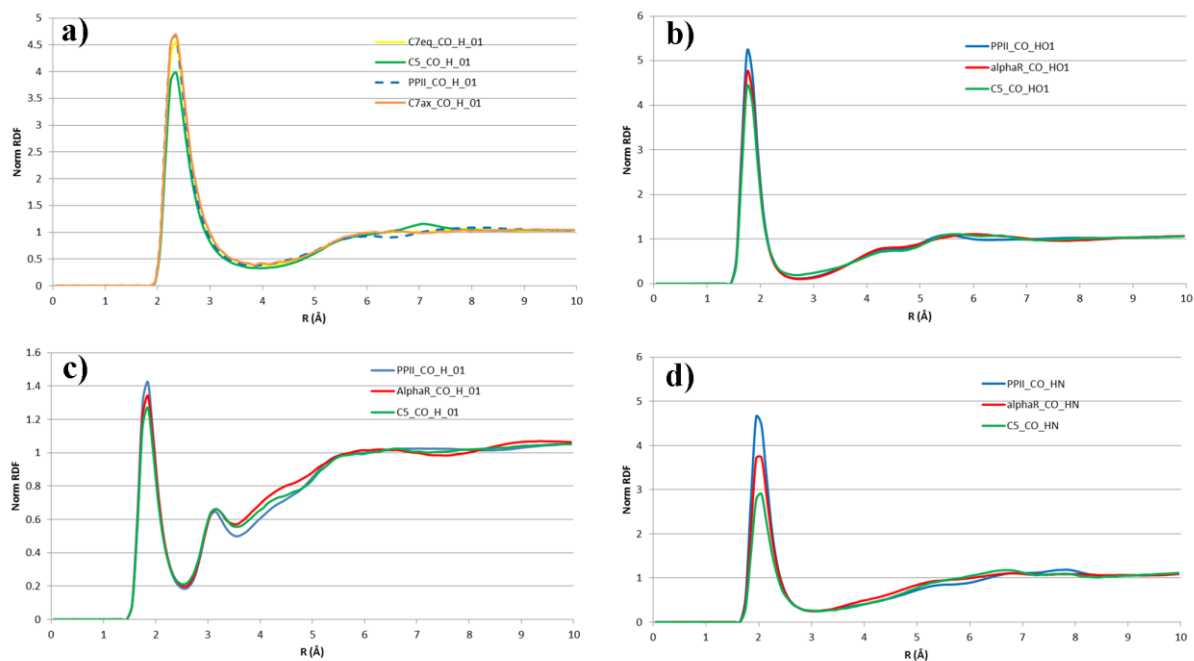 a)
C7eq_CO_H_01
C5_CO_H_01
PPII_CO_H_01
C7ax_CO_H_01
Norm RDF
5
4.5
4
3.5
3
2.5
2
1.5
1
0.5
0
0 1 2 3 4 5 6 7 8 9 10
R (Å)
b)
PPII_CO_HO1
alphaR_CO_HO1
C5_CO_HO1
Norm RDF
6
5
4
3
2
1
0
0 1 2 3 4 5 6 7 8 9 10
R (Å)
c)
PPII_CO_H_01
AlphaR_CO_H_01
C5_CO_H_01
Norm RDF
1.6
1.4
1.2
1
0.8
0.6
0.4
0.2
0
0 1 2 3 4 5 6 7 8 9 10
R (Å)
d)
PPII_CO_HN
alphaR_CO_HN
C5_CO_HN
Norm RDF
6
5
4
3
2
1
0
0 1 2 3 4 5 6 7 8 9 10
R (Å)